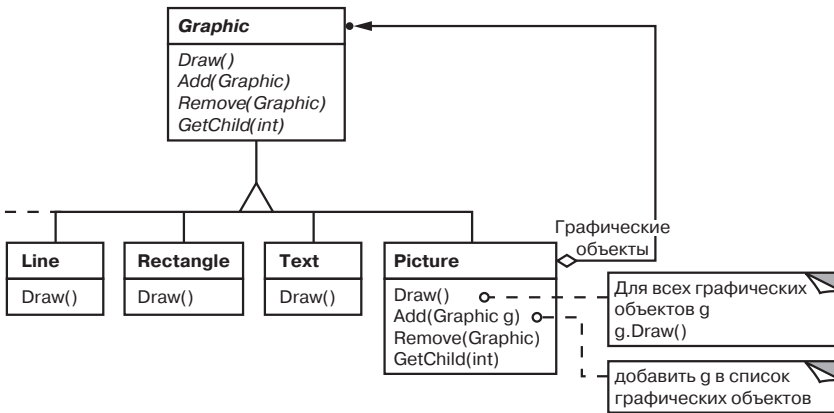 Graphic
Draw()
Add(Graphic)
Remove(Graphic)
GetChild(int)
Графические
объекты
Line
Draw()
Rectangle
Draw()
Text
Draw()
Picture
Draw()
Add(Graphic g)
Remove(Graphic)
GetChild(int)
Для всех графических
объектов g
g.Draw()
добавить g в список
графических объектов